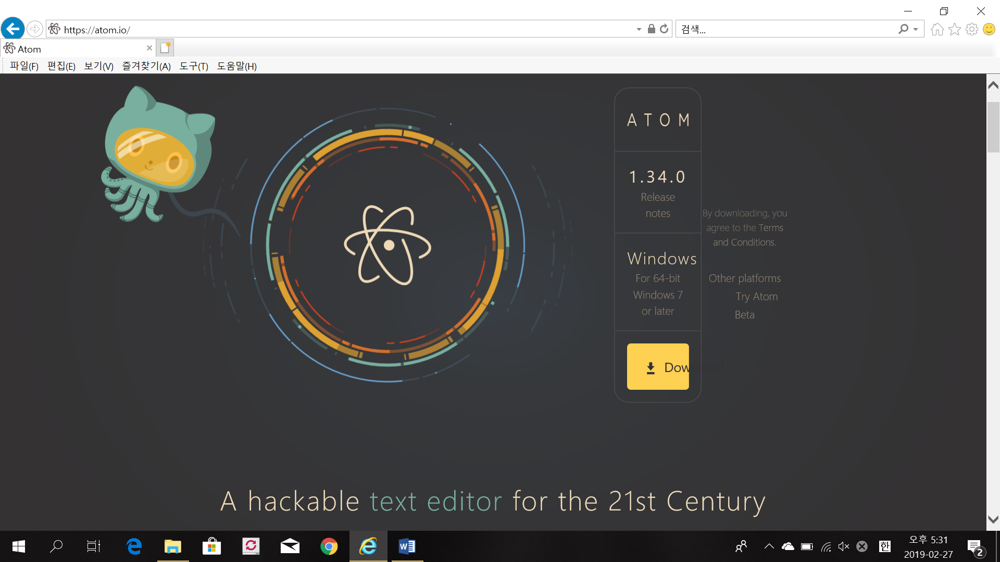 https://atom.io/
검색...
Atom
파일(F) 편집(E) 보기(V) 즐겨찾기(A) 도구(T) 도움말(H)
ATOM
1.34.0
Release
notes
By downloading, you
agree to the Terms
and Conditions.
Windows
For 64-bit
Windows 7
or later
Other platforms
Try Atom
Beta
Download
A hackable text editor for the 21st Century
한
오후 5:31
2019-02-27
2